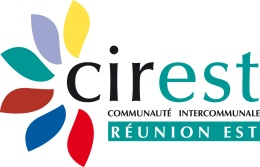 cirest
COMMUNAUTÉ INTERCOMMUNALE
RÉUNION EST